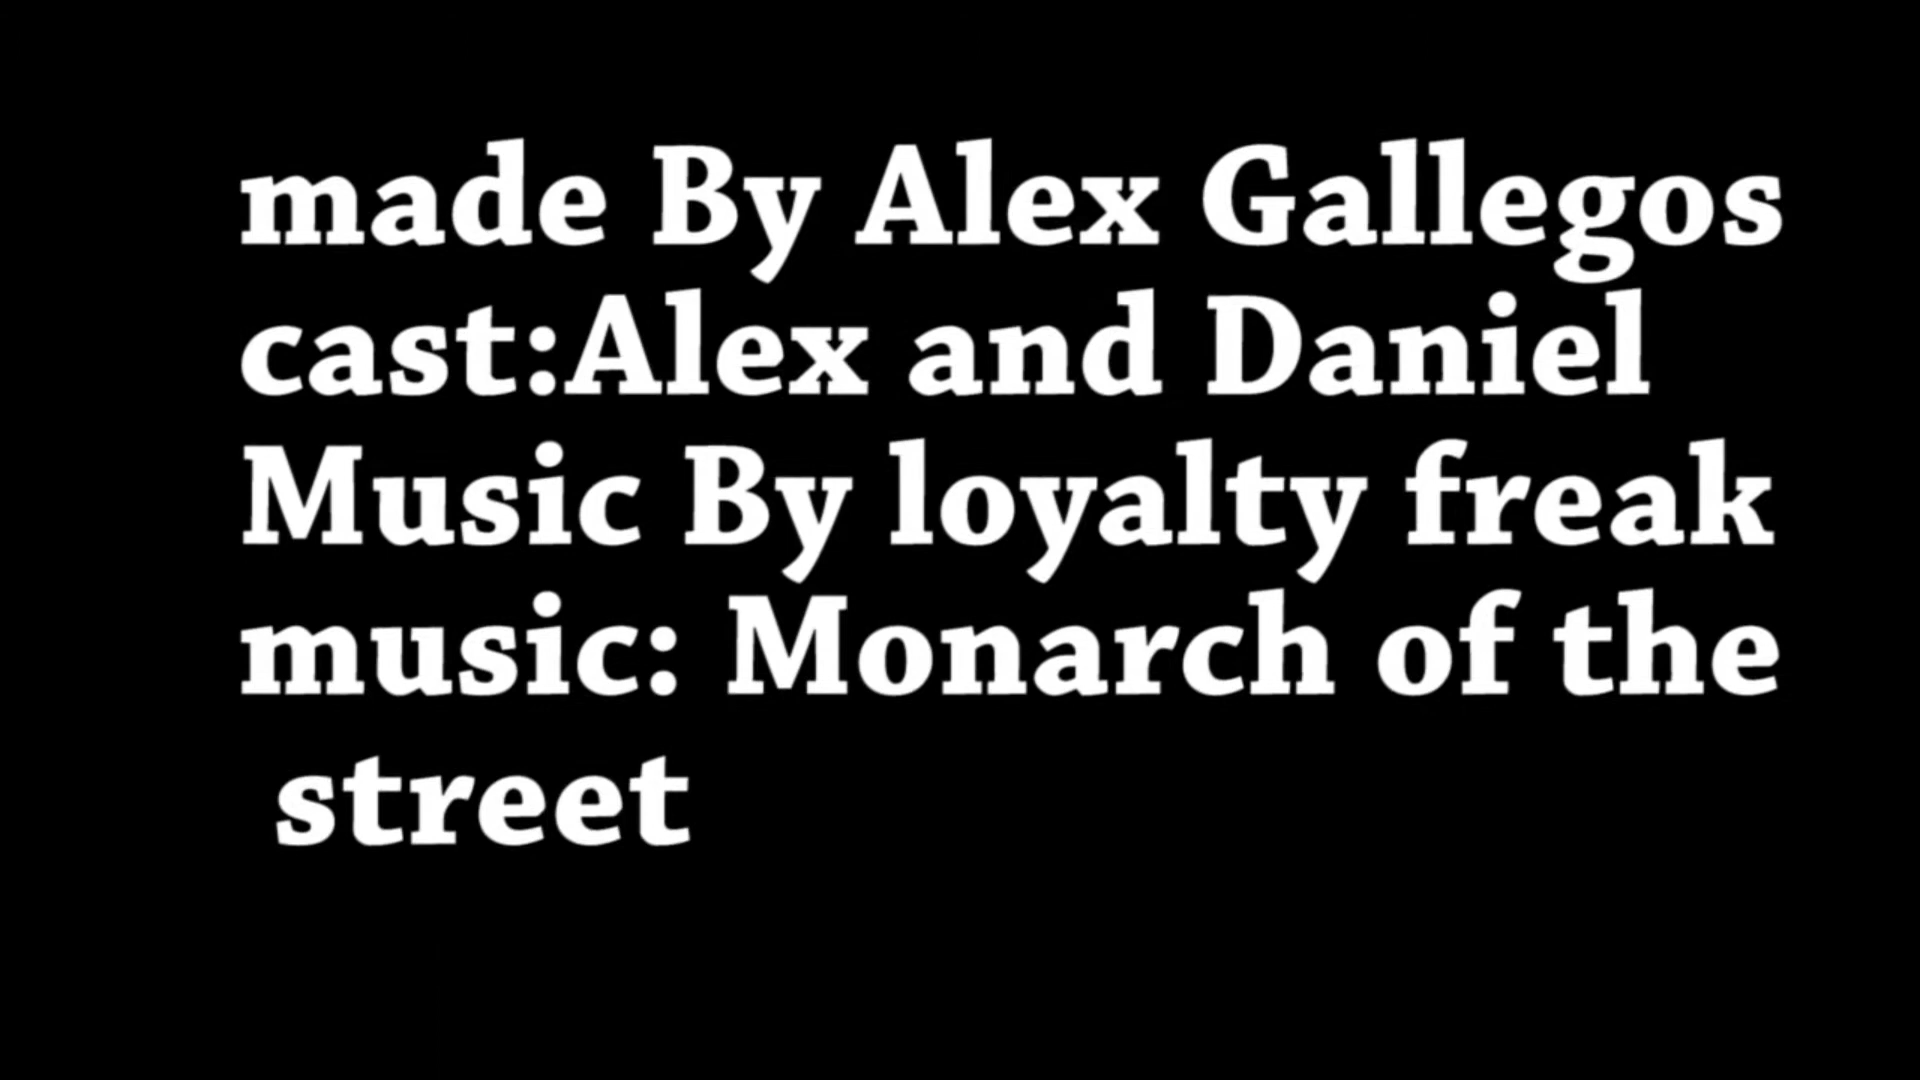 made By Alex Gallegos
cast:Alex and Daniel
Music By loyalty freak
music: Monarch of the
street